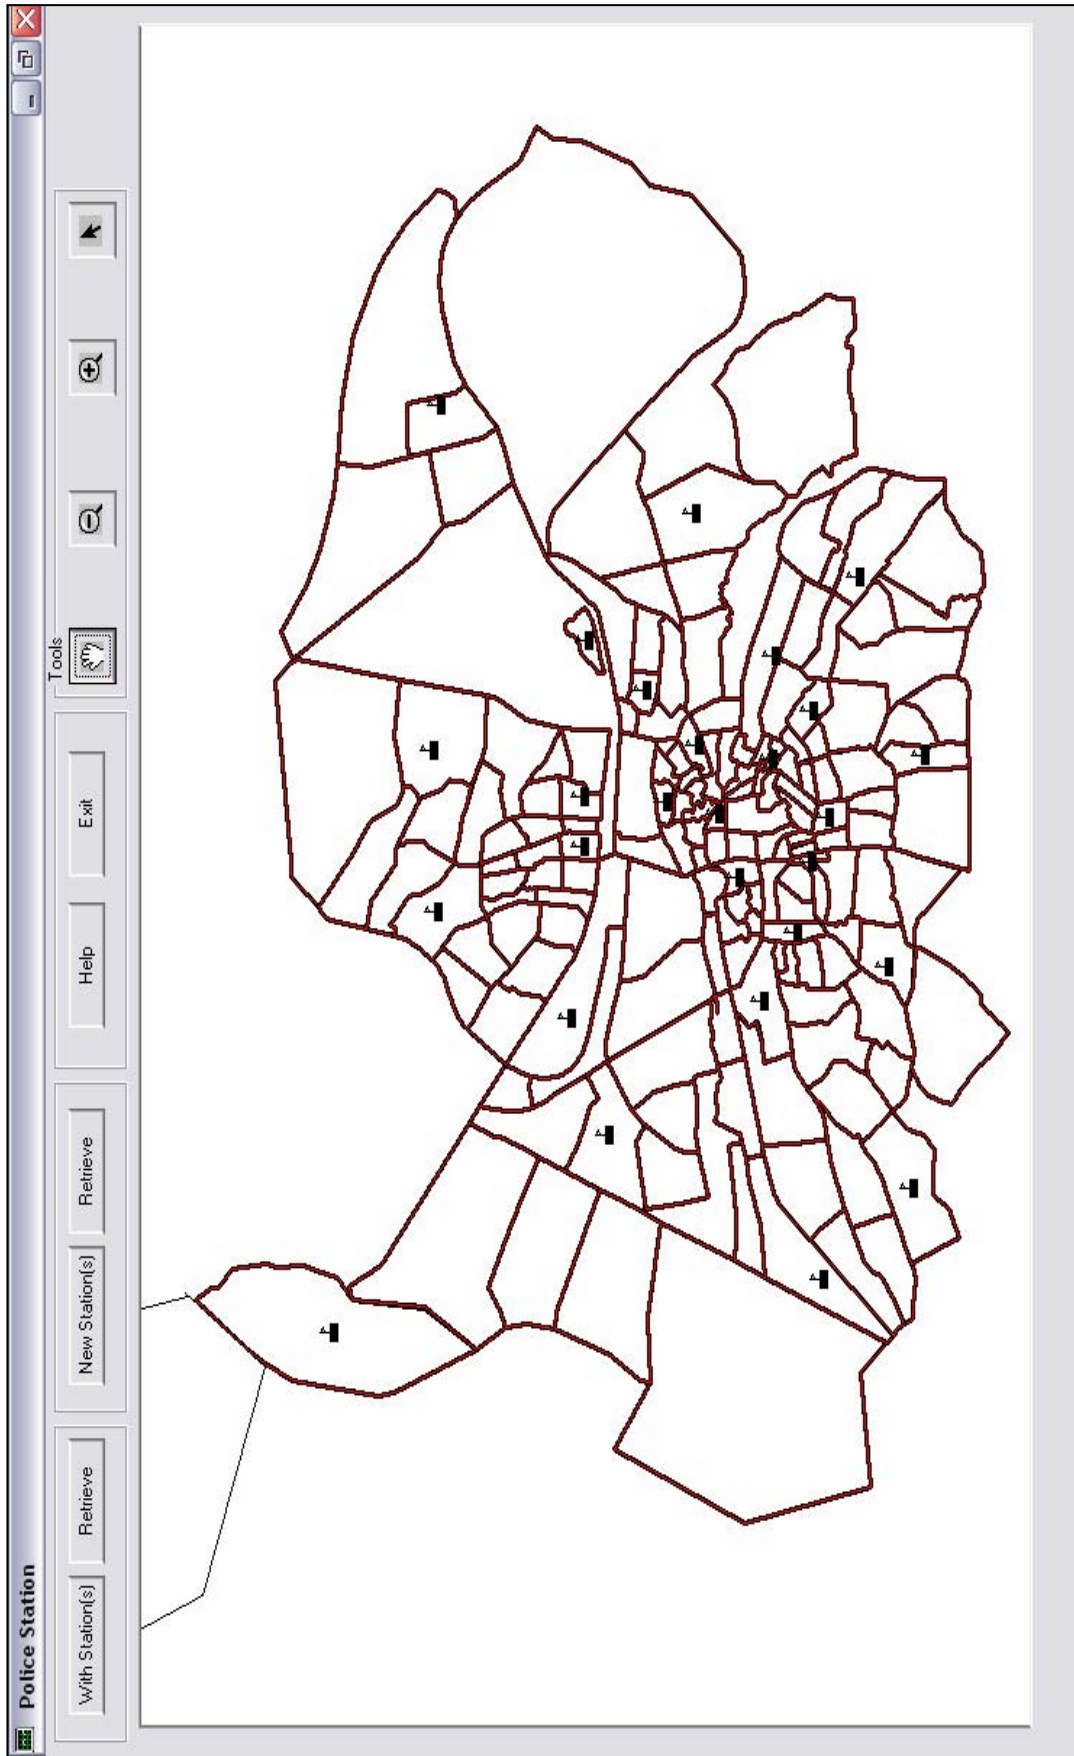 Police Station
With Station(s)
Retrieve
New Station(s)
Retrieve
Help
Exit
Tools